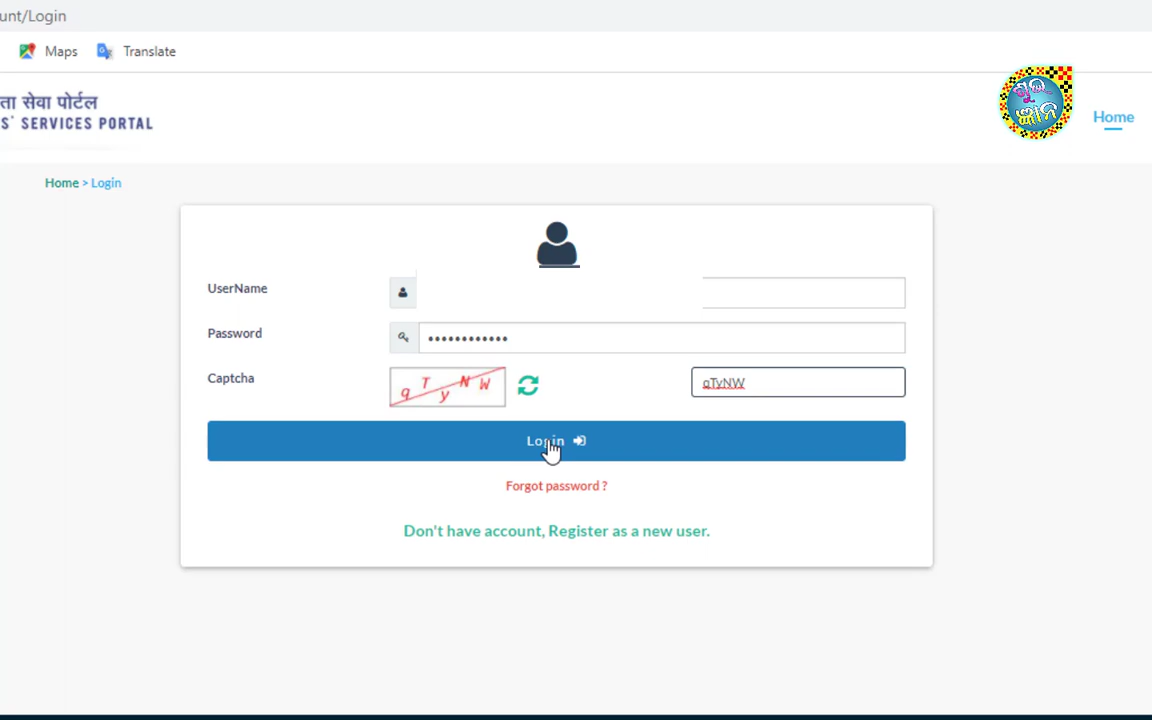 unt/Login
Maps Translate
ता सेवा पोर्टल
S' SERVICES PORTAL
Home
Home > Login
UserName
Password
Captcha
q T y N W
qTyNW
Login
Forgot password ?
Don't have account, Register as a new user.